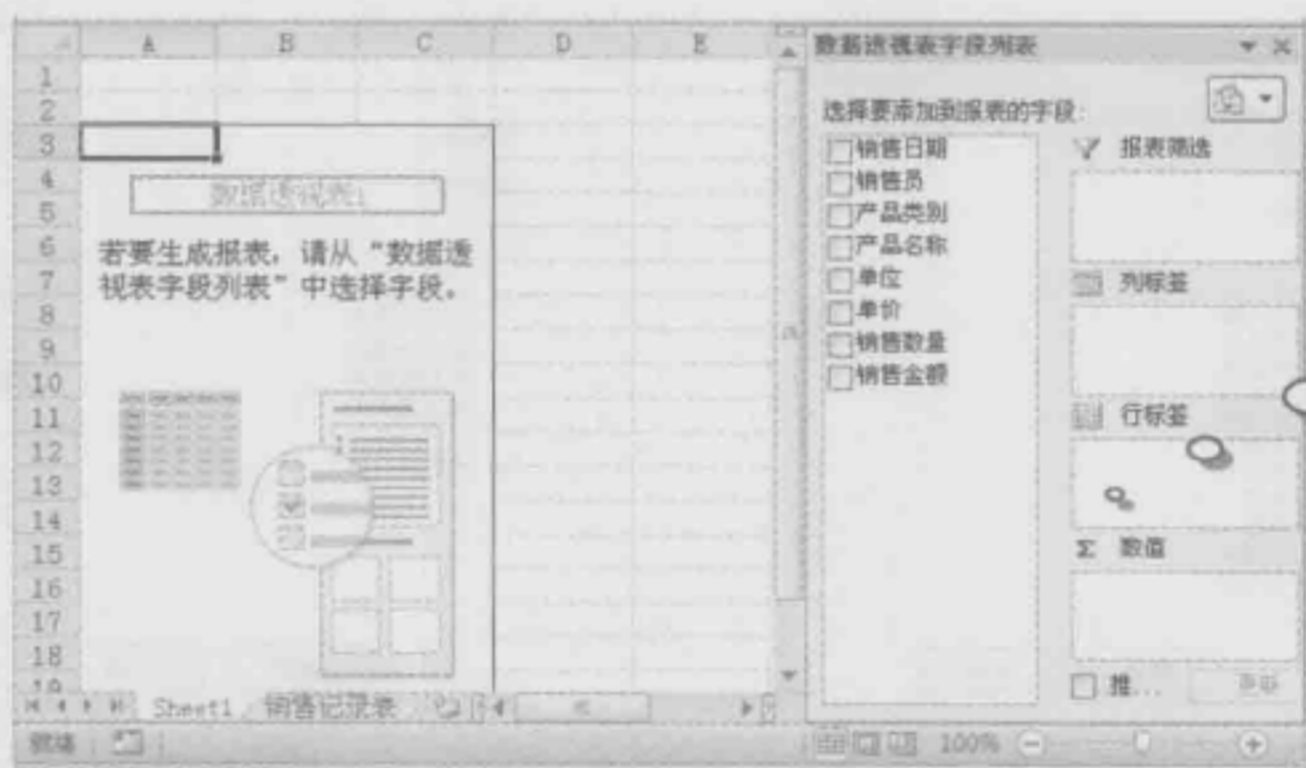 A B C D E
1
2
3
4
5
6
7
8
9
10
11
12
13
14
15
16
17
18
19
数据透视表1
若要生成报表，请从“数据透
视表字段列表”中选择字段。
Sheet1 销售记录表
就绪
100%
数据透视表字段列表
选择要添加到报表的字段:
销售日期
销售员
产品类别
产品名称
单位
单价
销售数量
销售金额
报表筛选
列标签
行标签
Σ 数值
推... 更新